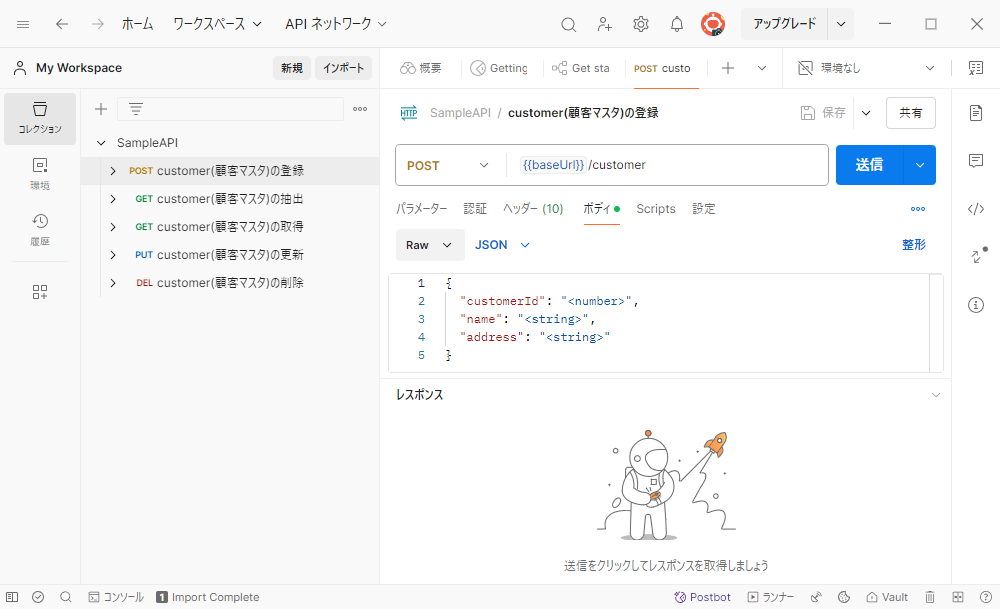 ホーム ワークスペース API ネットワーク アップグレード
My Workspace 新規 インポート
概要 Getting Get sta POST custo 環境なし
コレクション
環境
履歴
SampleAPI
POST customer(顧客マスタ)の登録
GET customer(顧客マスタ)の抽出
GET customer(顧客マスタ)の取得
PUT customer(顧客マスタ)の更新
DEL customer(顧客マスタ)の削除
HTTP SampleAPI / customer(顧客マスタ)の登録 保存 共有
POST {{baseUrl}} /customer 送信
パラメーター 認証 ヘッダー (10) ボディ Scripts 設定
Raw JSON 整形
1 {
2 "customerId": "<number>",
3 "name": "<string>",
4 "address": "<string>"
5 }
レスポンス
送信をクリックしてレスポンスを取得しましょう
コンソール 1 Import Complete Postbot ランナー Vault